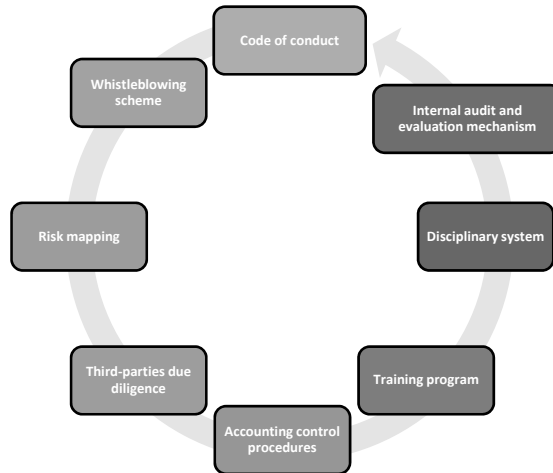 Code of conduct
Whistleblowing
scheme
Internal audit and
evaluation mechanism
Risk mapping
Disciplinary system
Third-parties due
diligence
Training program
Accounting control
procedures